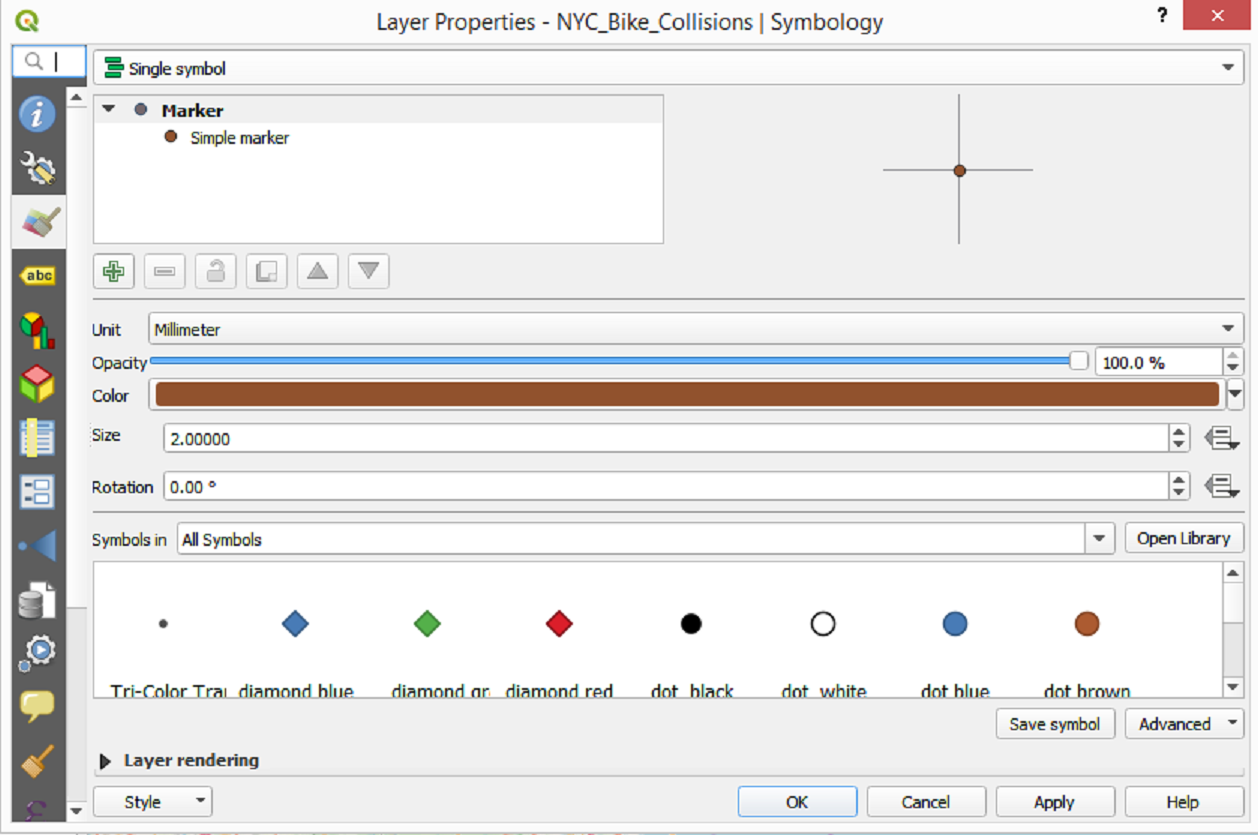 Layer Properties - NYC_Bike_Collisions | Symbology
?
Single symbol
Marker
Simple marker
abc
Unit Millimeter
Opacity 100.0 %
Color
Size 2.00000
Rotation 0.00 °
Symbols in All Symbols Open Library
Tri-Color Tra diamond blue diamond gr diamond red dot black dot white dot blue dot brown
Save symbol Advanced
Layer rendering
Style OK Cancel Apply Help